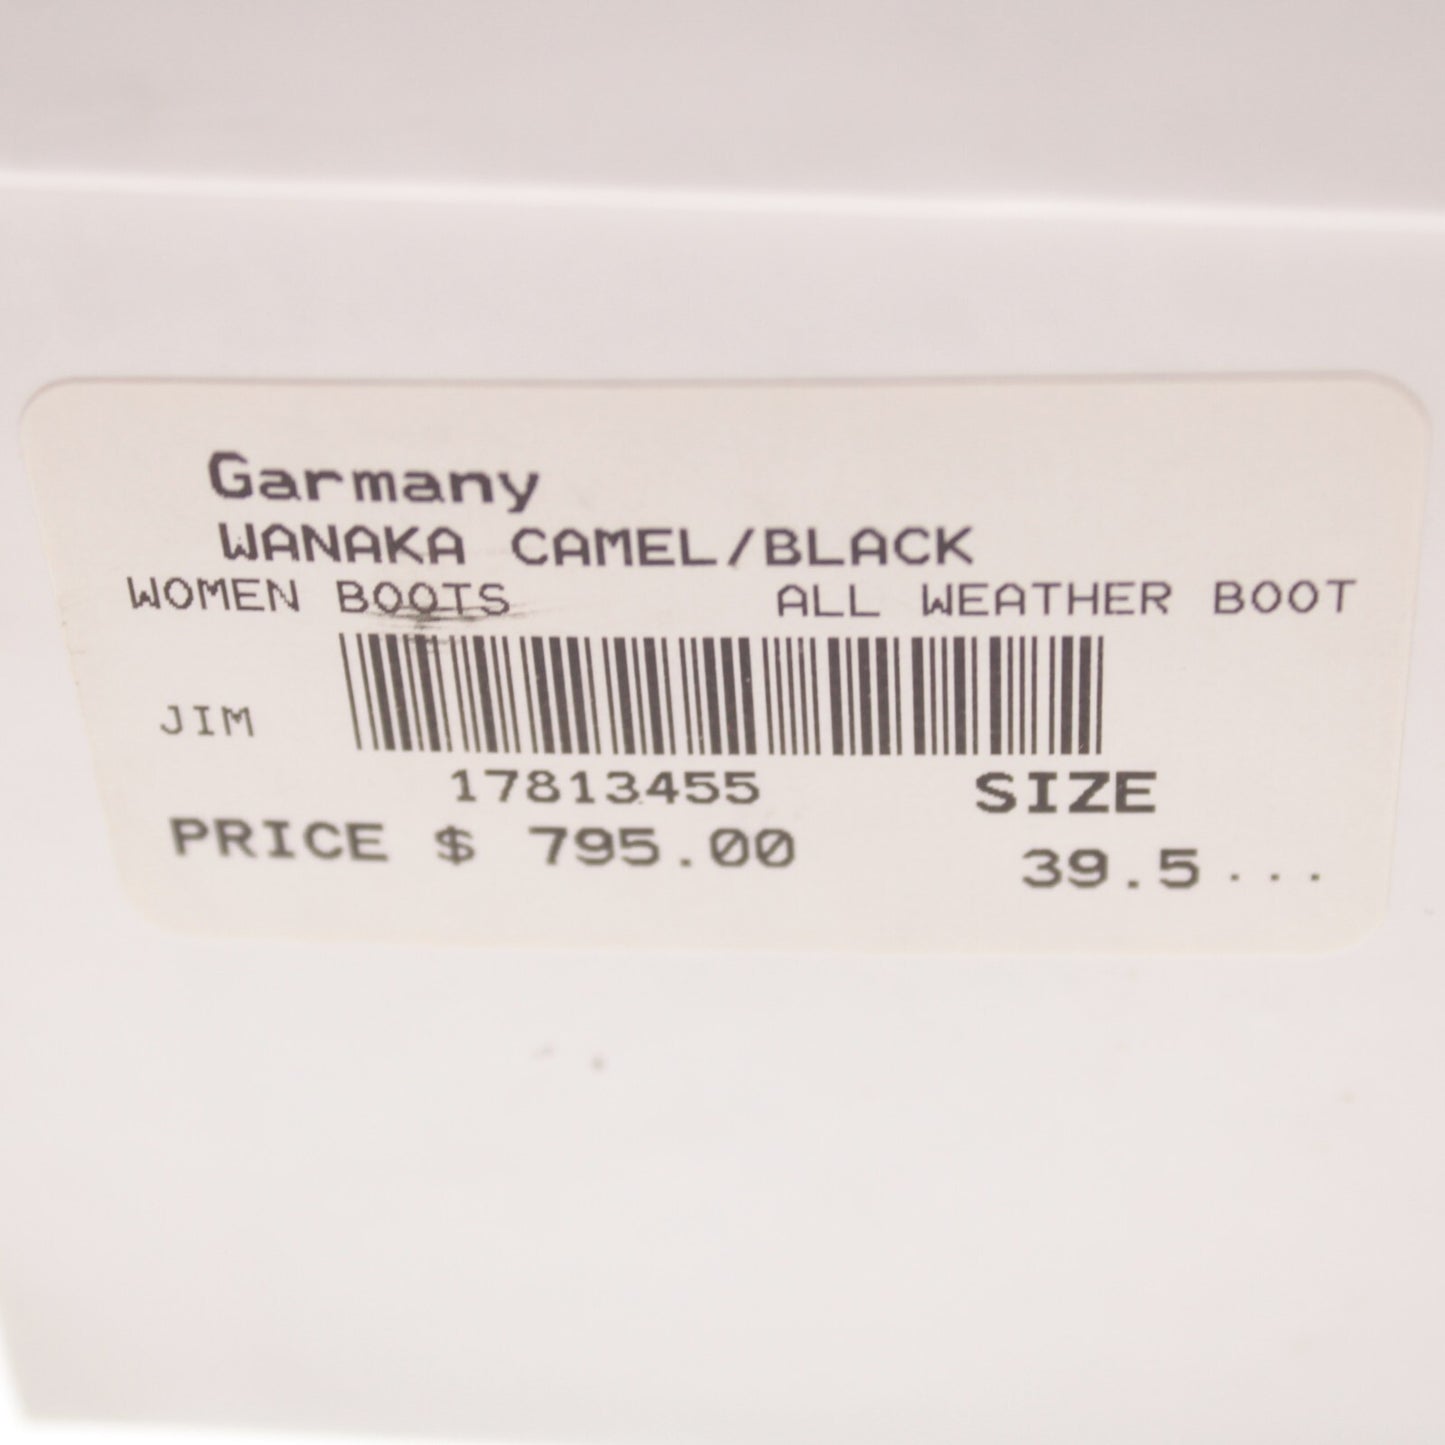 Garmany
WANAKA CAMEL/BLACK
WOMEN BOOTS ALL WEATHER BOOT
JIM
17813455 SIZE
PRICE $ 795.00
39.5 ...